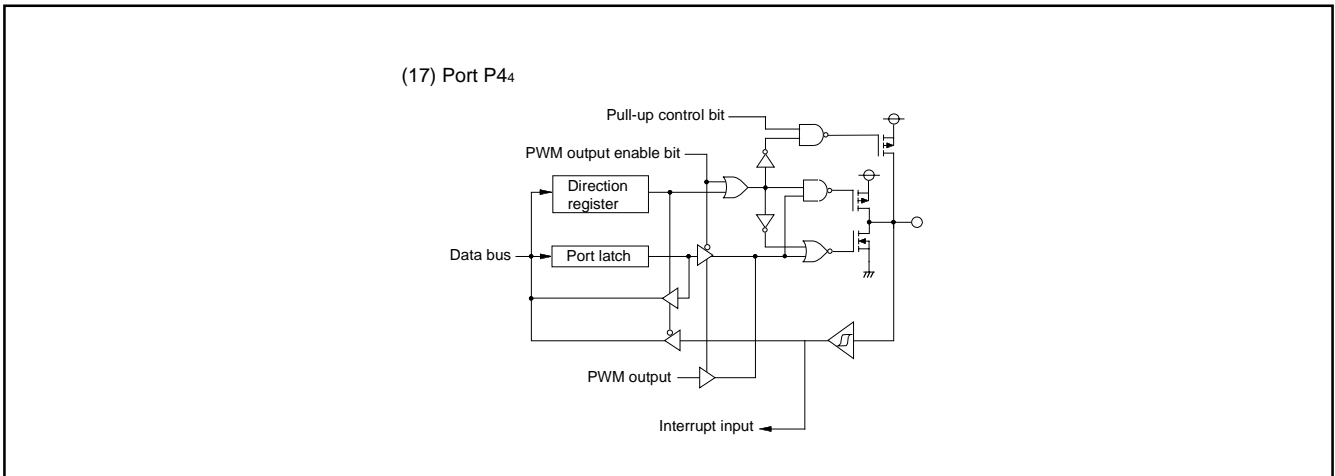 (17) Port P44
Pull-up control bit
PWM output enable bit
Direction
register
Data bus
Port latch
PWM output
Interrupt input